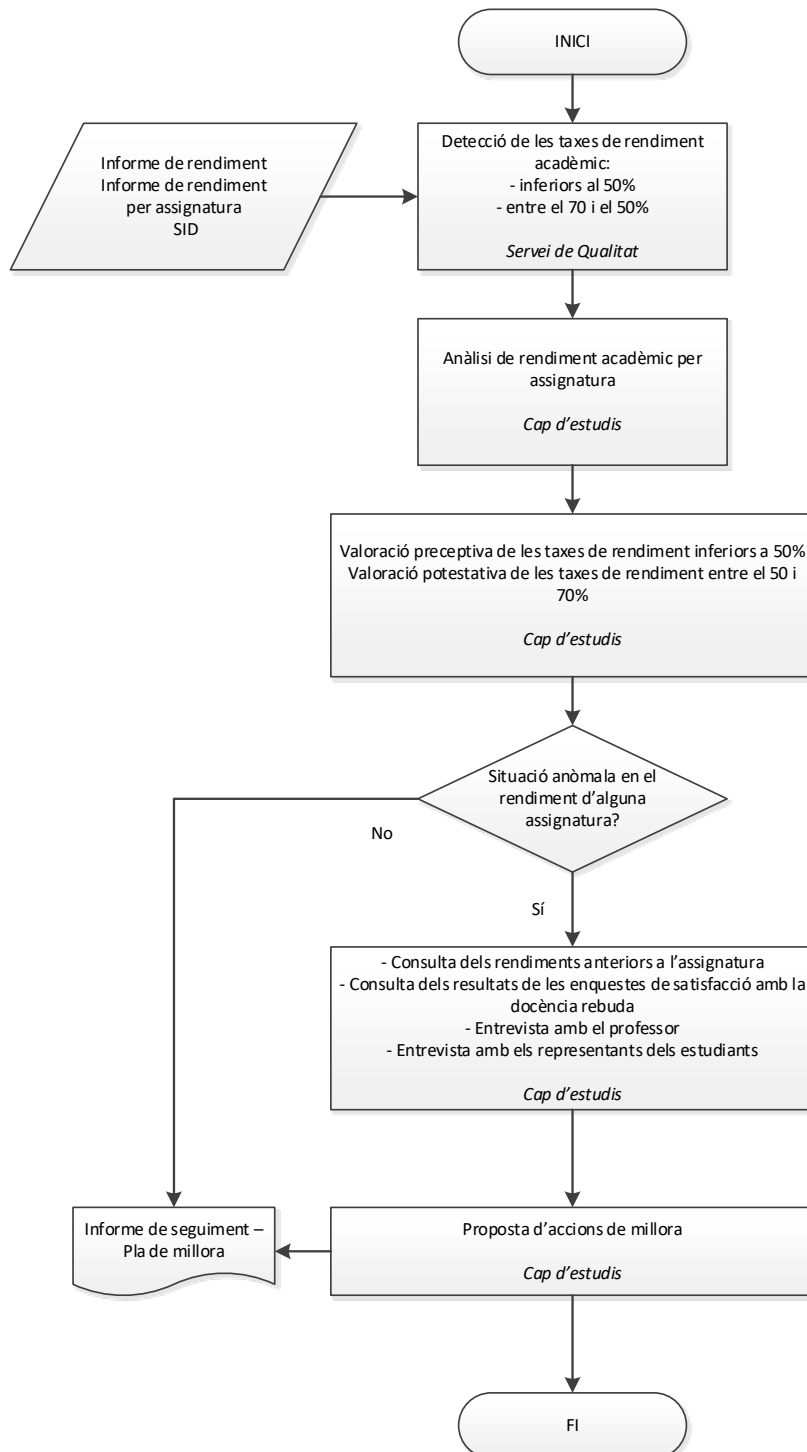 INICI
Informe de rendiment
Informe de rendiment
per assignatura
SID
Detecció de les taxes de rendiment
acadèmic:
- inferiors al 50%
- entre el 70 i el 50%
Servei de Qualitat
Anàlisi de rendiment acadèmic per
assignatura
Cap d’estudis
Valoració preceptiva de les taxes de rendiment inferiors a 50%
Valoració potestativa de les taxes de rendiment entre el 50 i
70%
Cap d’estudis
Situació anòmala en el
rendiment d’alguna
assignatura?
No
Sí
- Consulta dels rendiments anteriors a l’assignatura
- Consulta dels resultats de les enquestes de satisfacció amb la
docència rebuda
- Entrevista amb el professor
- Entrevista amb els representants dels estudiants
Cap d’estudis
Informe de seguiment –
Pla de millora
Proposta d’accions de millora
Cap d’estudis
FI